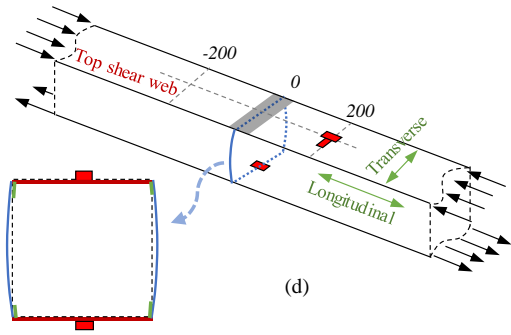 -200
0
Top shear web
200
Transverse
Longitudinal
(d)